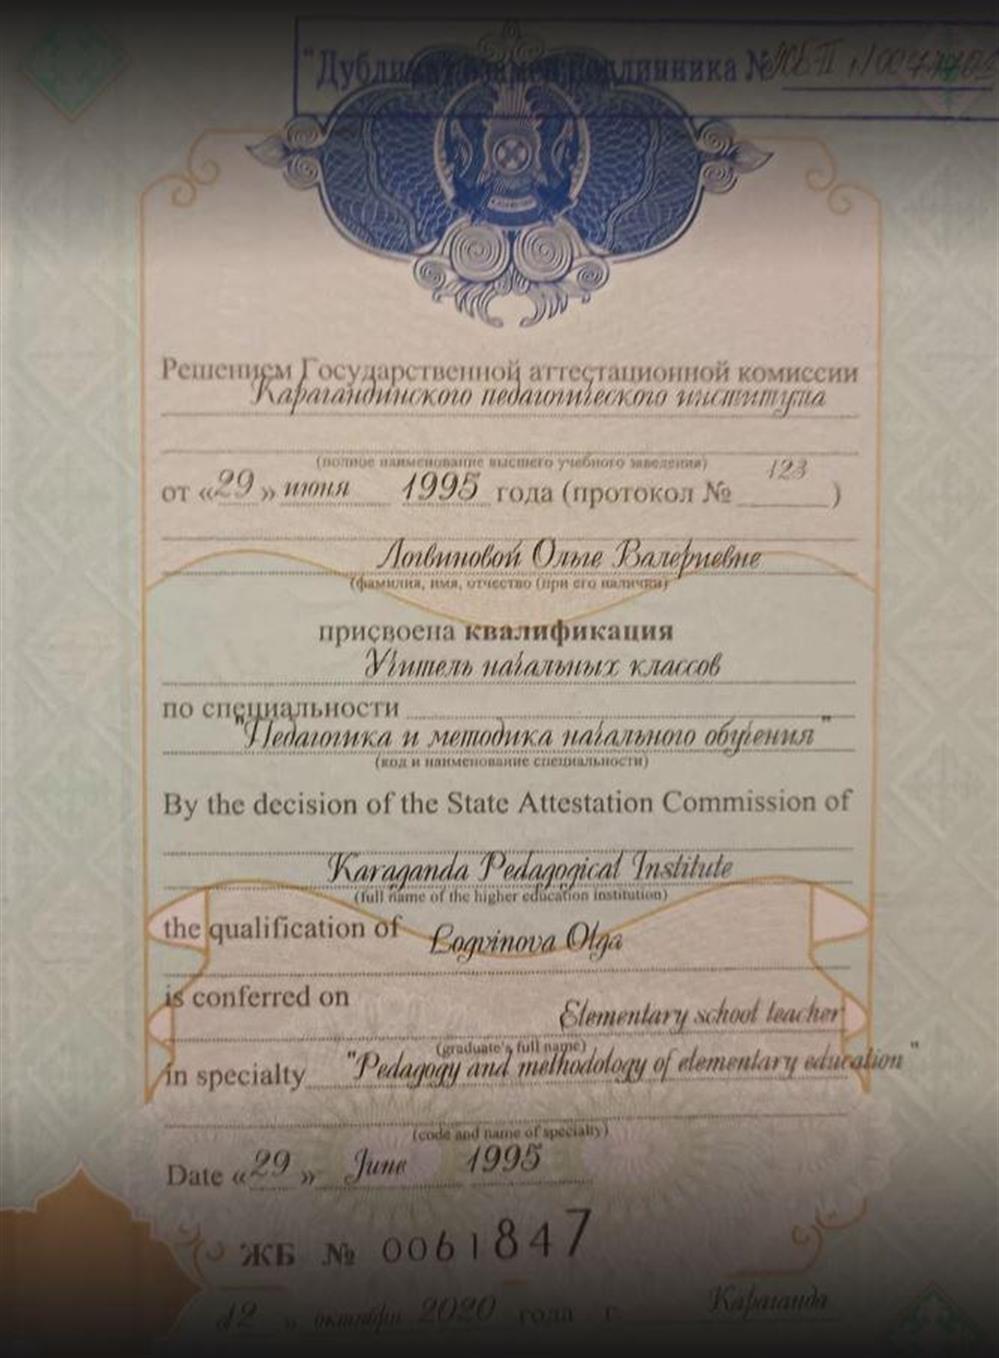 "Дубликат взамен подлинника № ЖБ-II
Решением Государственной аттестационной комиссии
Карагандинского педагогического института
(полное наименование высшего учебного заведения)
от «29» июня 1995 года (протокол № 123)
Логвиновой Ольге Валериевне
(фамилия, имя, отчество (при его наличии)
присвоена квалификация
Учитель начальных классов
по специальности
"Педагогика и методика начального обучения"
(код и наименование специальности)
By the decision of the State Attestation Commission of
Karaganda Pedagogical Institute
(full name of the higher education institution)
the qualification of Logvinova Olga
is conferred on
Elementary school teacher
(graduate's full name)
in specialty "Pedagogy and methodology of elementary education"
(code and name of specialty)
Date «29» June 1995
ЖБ № 0061847
12 » октября 2020 года г. Караганда